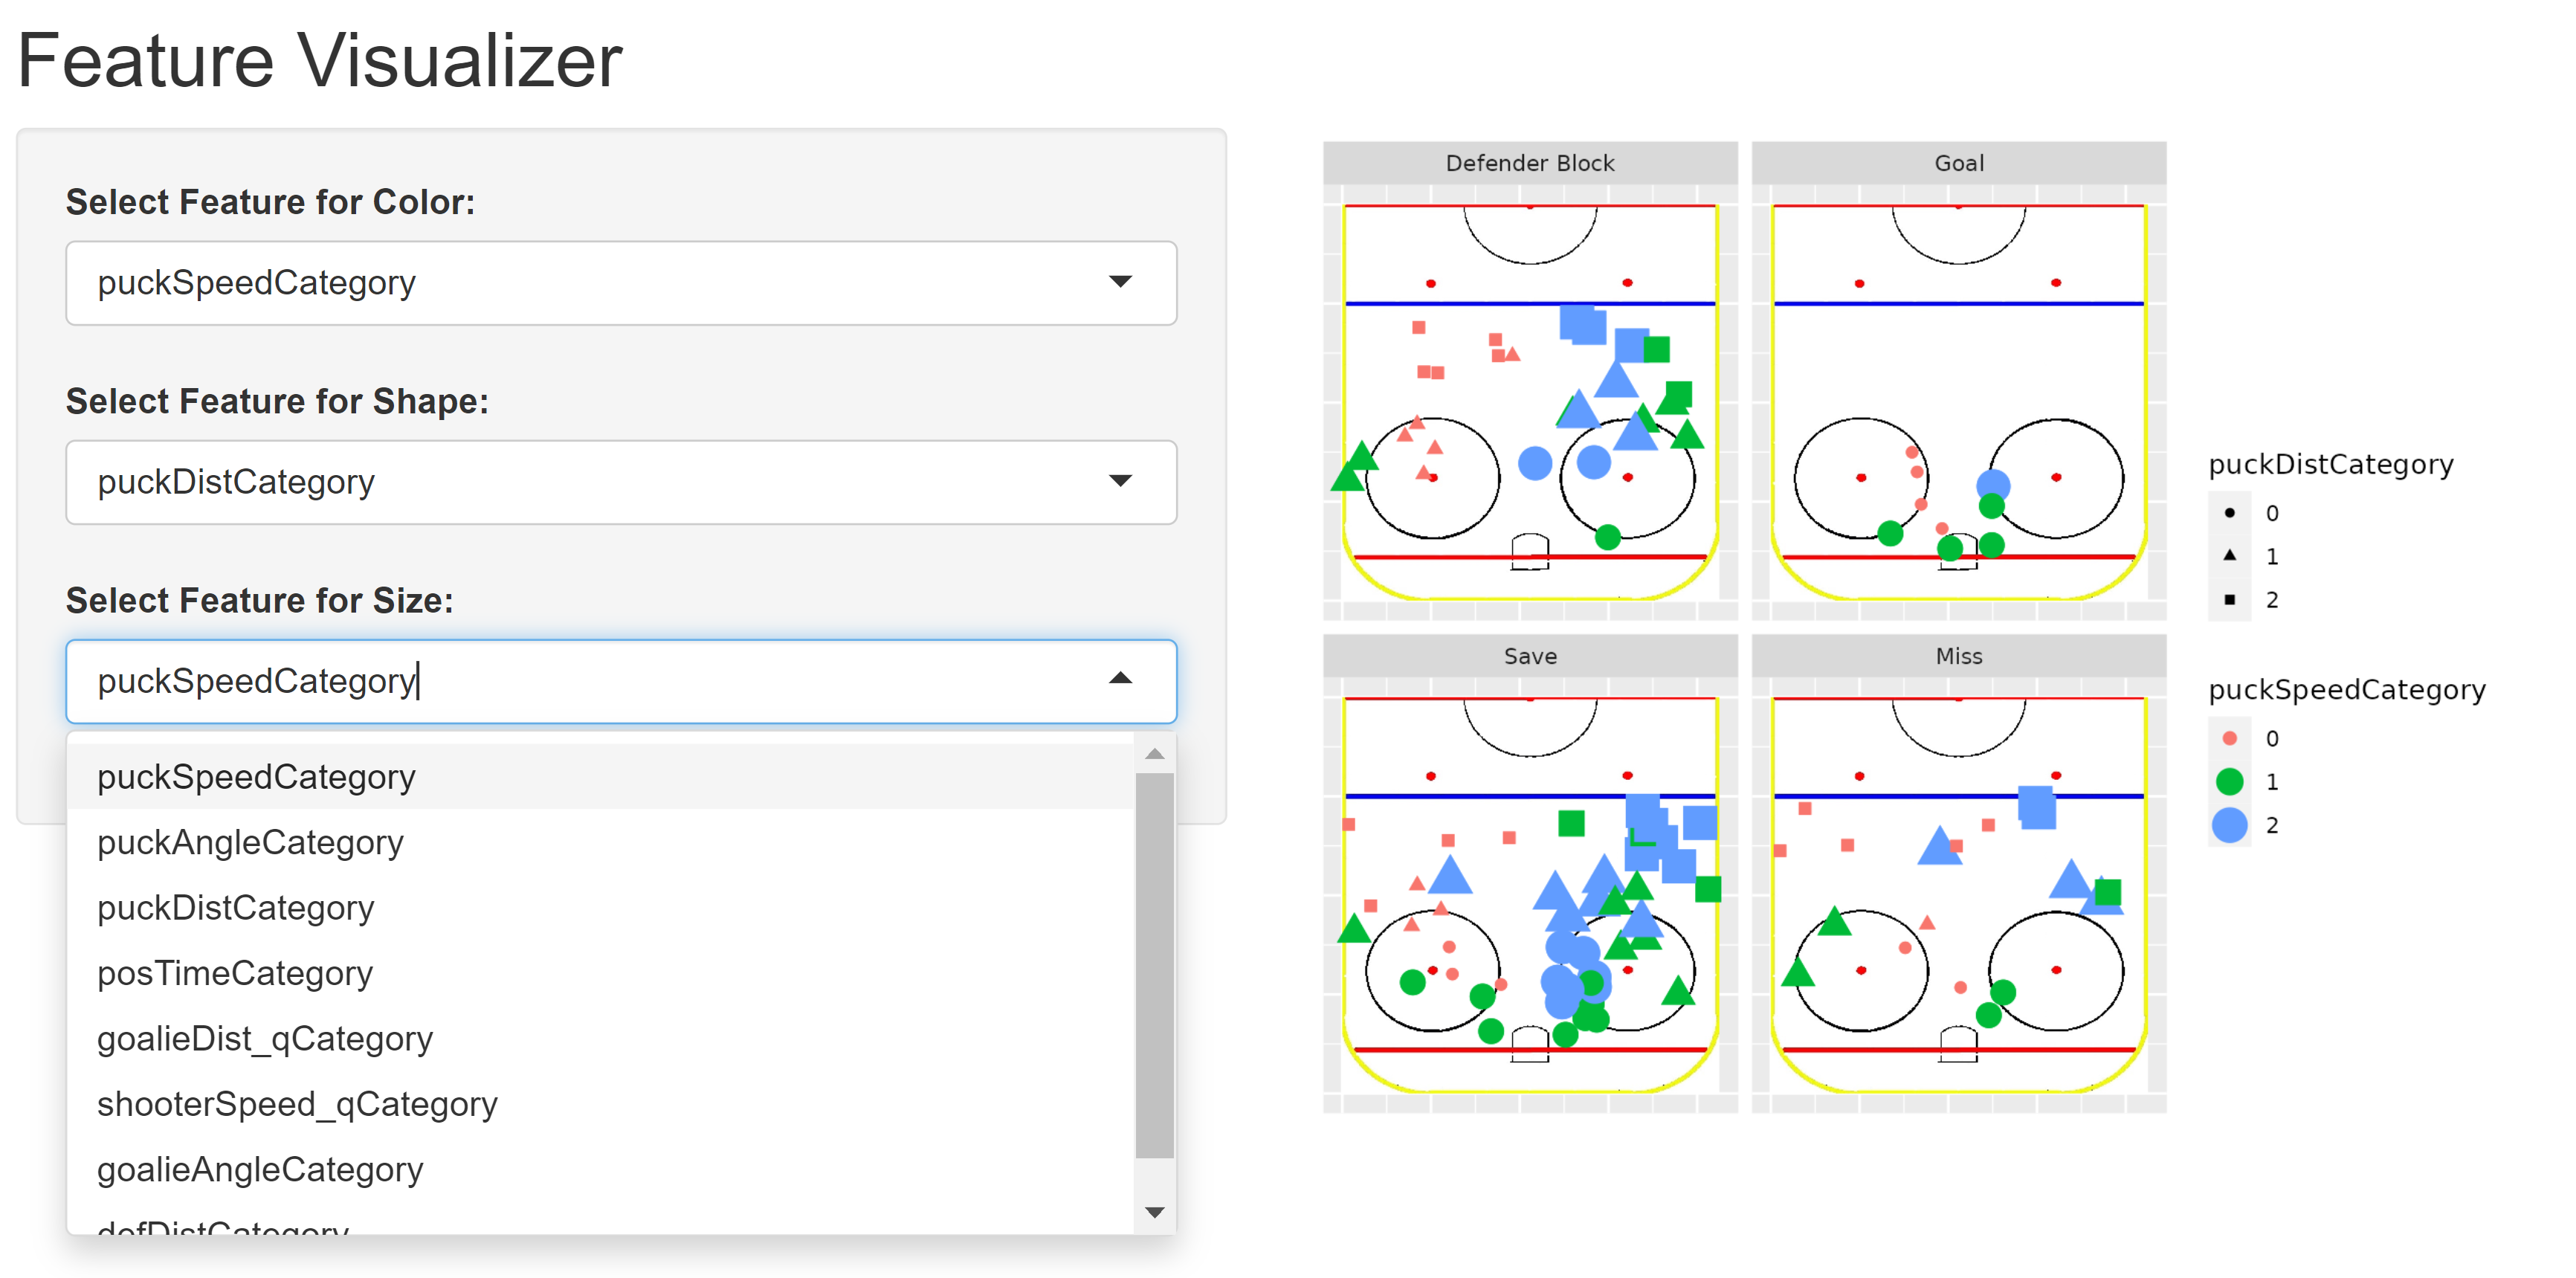 Feature Visualizer
Select Feature for Color:
puckSpeedCategory
Select Feature for Shape:
puckDistCategory
Select Feature for Size:
puckSpeedCategory
puckSpeedCategory
puckAngleCategory
puckDistCategory
posTimeCategory
goalieDist_qCategory
shooterSpeed_qCategory
goalieAngleCategory
defDistCategory
Defender Block
Goal
Save
Miss
puckDistCategory
0
1
2
puckSpeedCategory
0
1
2